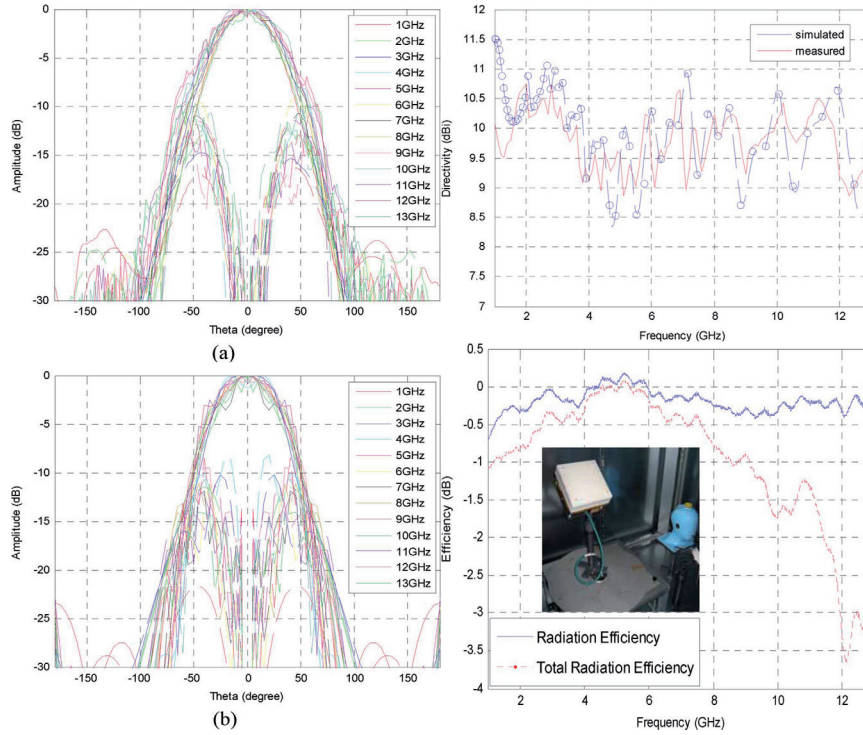 0
-5
-10
-15
-20
-25
-30
Amplitude (dB)
-150 -100 -50 0 50 100 150
Theta (degree)
1GHz
2GHz
3GHz
4GHz
5GHz
6GHz
7GHz
8GHz
9GHz
10GHz
11GHz
12GHz
13GHz
(a)
12
11.5
11
10.5
10
9.5
9
8.5
8
7.5
7
Directivity (dBi)
2 4 6 8 10 12
Frequency (GHz)
simulated
measured
0
-5
-10
-15
-20
-25
-30
Amplitude (dB)
-150 -100 -50 0 50 100 150
Theta (degree)
1GHz
2GHz
3GHz
4GHz
5GHz
6GHz
7GHz
8GHz
9GHz
10GHz
11GHz
12GHz
13GHz
(b)
0.5
0
-0.5
-1
-1.5
-2
-2.5
-3
-3.5
-4
Efficiency (dB)
Radiation Efficiency
Total Radiation Efficiency
2 4 6 8 10 12
Frequency (GHz)